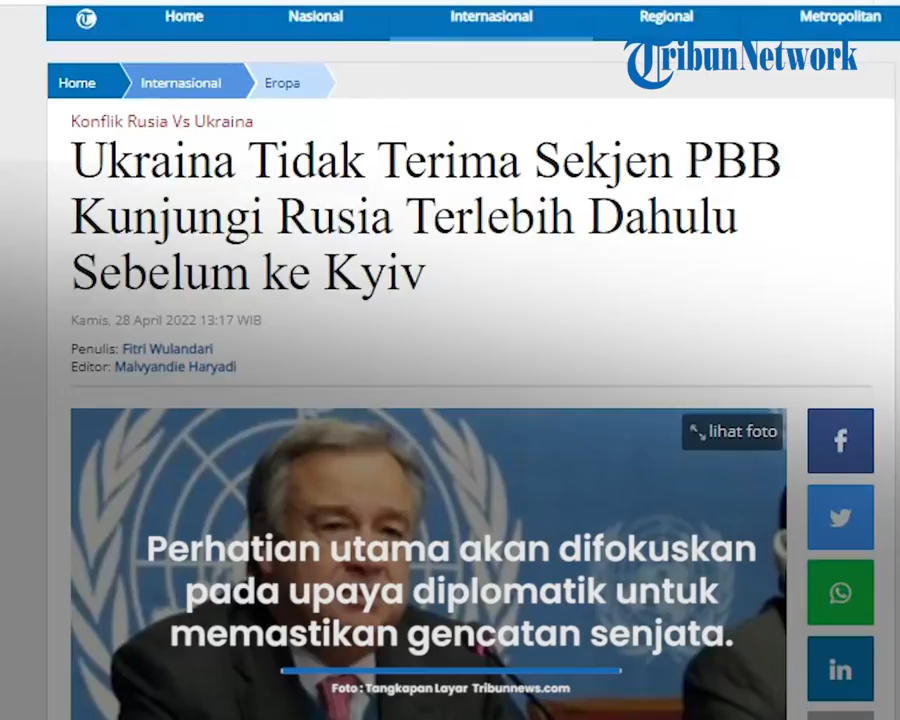 Home Nasional Internasional Regional Metropolitan
TribunNetwork
Home Internasional Eropa
Konflik Rusia Vs Ukraina
Ukraina Tidak Terima Sekjen PBB
Kunjungi Rusia Terlebih Dahulu
Sebelum ke Kyiv
Kamis, 28 April 2022 13:17 WIB
Penulis: Fitri Wulandari
Editor: Malvyandie Haryadi
lihat foto
Perhatian utama akan difokuskan
pada upaya diplomatik untuk
memastikan gencatan senjata.
Foto : Tangkapan Layar Tribunnews.com